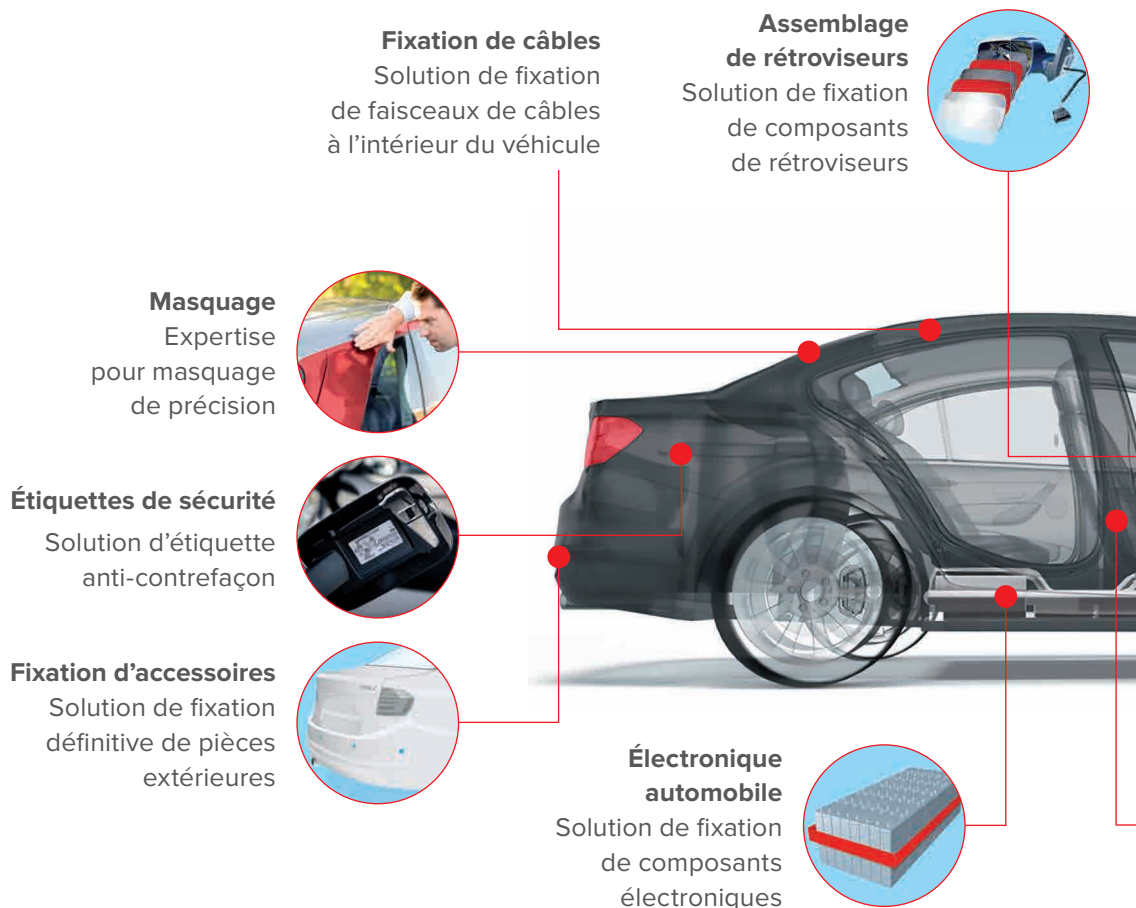 Fixation de câbles
Solution de fixation
de faisceaux de câbles
à l’intérieur du véhicule
Assemblage
de rétroviseurs
Solution de fixation
de composants
de rétroviseurs
Masquage
Expertise
pour masquage
de précision
Étiquettes de sécurité
Solution d’étiquette
anti-contrefaçon
Fixation d’accessoires
Solution de fixation
définitive de pièces
extérieures
Électronique
automobile
Solution de fixation
de composants
électroniques